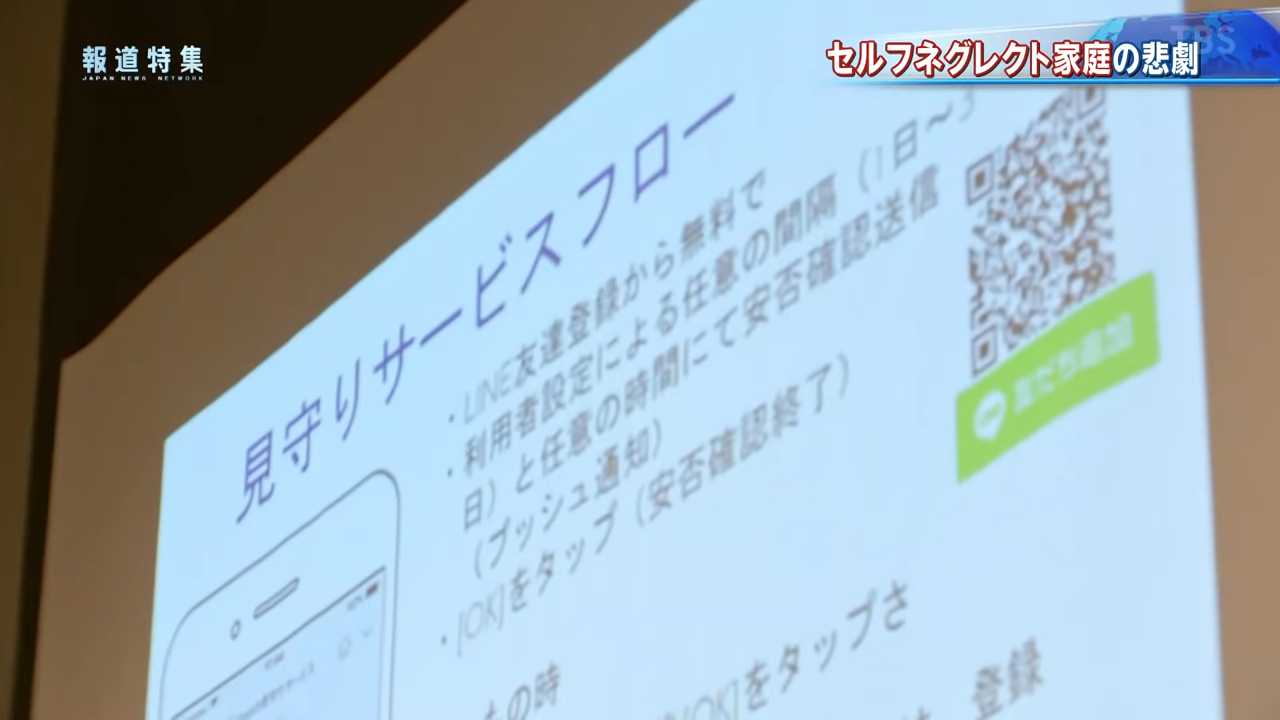 報道特集
JAPAN NEWS NETWORK
TBS
セルフネグレクト家庭の悲劇
見守りサービスフロー
・LINE友達登録から無料で
・利用者設定による任意の間隔（1日～3
日）と任意の時間にて安否確認送信
（プッシュ通知）
・[OK]をタップ（安否確認終了）
友だち追加
もの時
[OK]をタップさ
登録